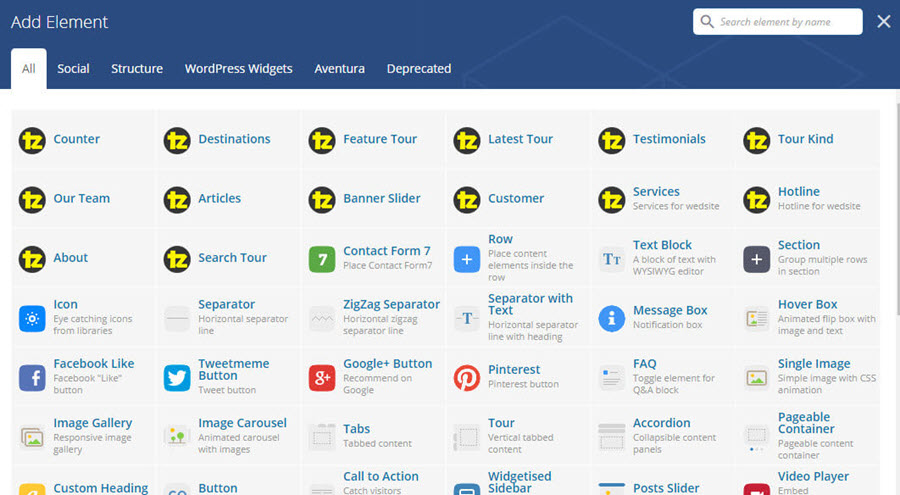 Add Element
Search element by name
All Social Structure WordPress Widgets Aventura Deprecated
tz Counter tz Destinations tz Feature Tour tz Latest Tour tz Testimonials tz Tour Kind
tz Our Team tz Articles tz Banner Slider tz Customer tz Services tz Hotline
Services for wedsite Hotline for wedsite
tz About tz Search Tour 7 Contact Form 7
Place Contact Form7
Row
Place content
elements inside the
row
TT Text Block
A block of text with
WYSIWYG editor
Section
Group multiple rows
in section
Icon
Eye catching icons
from libraries
Separator
Horizontal separator
line
ZigZag Separator
Horizontal zigzag
separator line
T Separator with
Text
Horizontal separator
line with heading
i Message Box
Notification box
Hover Box
Animated flip box with
image and text
f Facebook Like
Facebook "Like"
button
Tweetmeme
Button
Tweet button
g+ Google+ Button
Recommend on
Google
Pinterest
Pinterest button
FAQ
Toggle element for
Q&A block
Single Image
Simple image with CSS
animation
Image Gallery
Responsive image
gallery
Image Carousel
Animated carousel
with images
Tabs
Tabbed content
Tour
Vertical tabbed
content
Accordion
Collapsible content
panels
Pageable
Container
Pageable content
container
Custom Heading
GO Button
Call to Action
Catch visitors
Widgetised
Sidebar
Posts Slider
Video Player
Embed